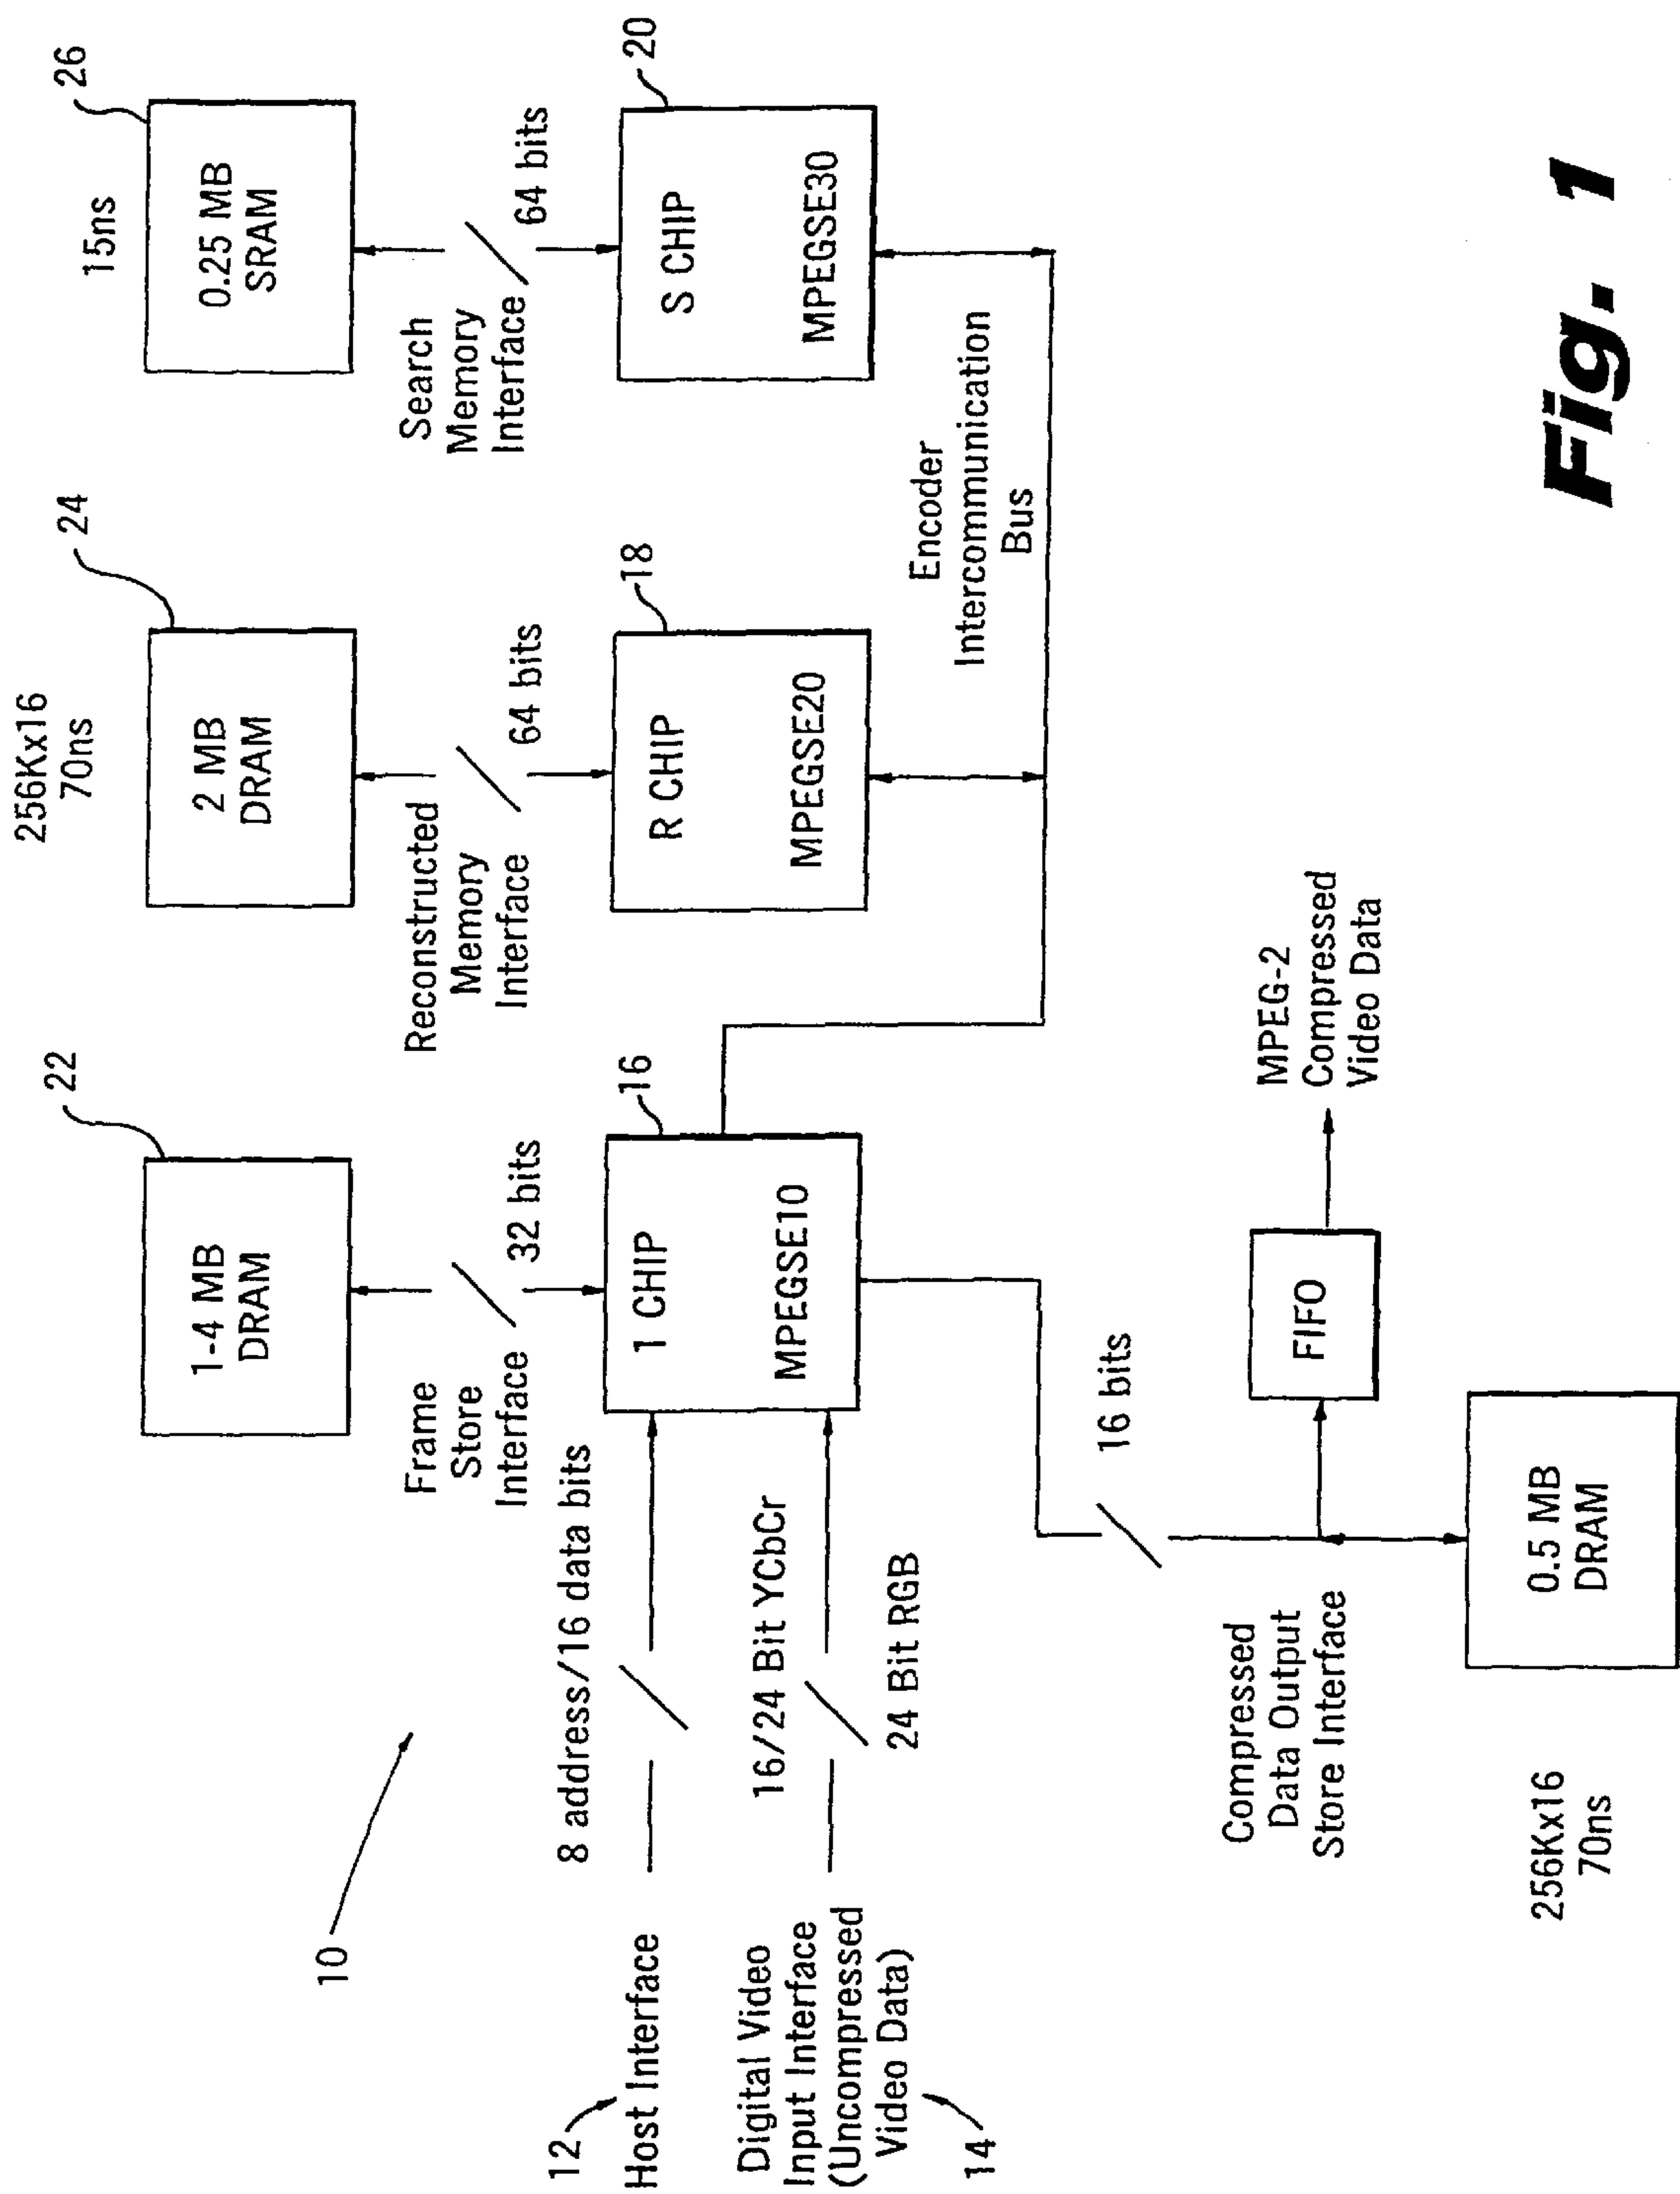 10
12
Host Interface
8 address/16 data bits
Digital Video
Input Interface
(Uncompressed
Video Data)
14
16/24 Bit YCbCr
24 Bit RGB
22
1-4 MB
DRAM
Frame
Store
Interface
32 bits
16
1 CHIP
MPEGSE10
256Kx16
70ns
24
2 MB
DRAM
Reconstructed
Memory
Interface
64 bits
18
R CHIP
MPEGSE20
15ns
26
0.25 MB
SRAM
Search
Memory
Interface
64 bits
20
S CHIP
MPEGSE30
Encoder
Intercommunication
Bus
16 bits
Compressed
Data Output
Store Interface
FIFO
MPEG-2
Compressed
Video Data
256Kx16
70ns
0.5 MB
DRAM
Fig. 1